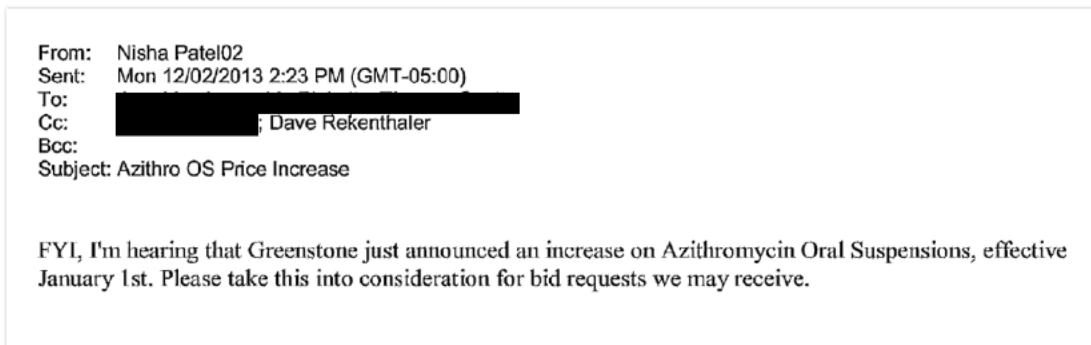 From: Nisha Patel02
Sent: Mon 12/02/2013 2:23 PM (GMT-05:00)
To:
Cc: ; Dave Rekenthaler
Bcc:
Subject: Azithro OS Price Increase
FYI, I'm hearing that Greenstone just announced an increase on Azithromycin Oral Suspensions, effective
January 1st. Please take this into consideration for bid requests we may receive.